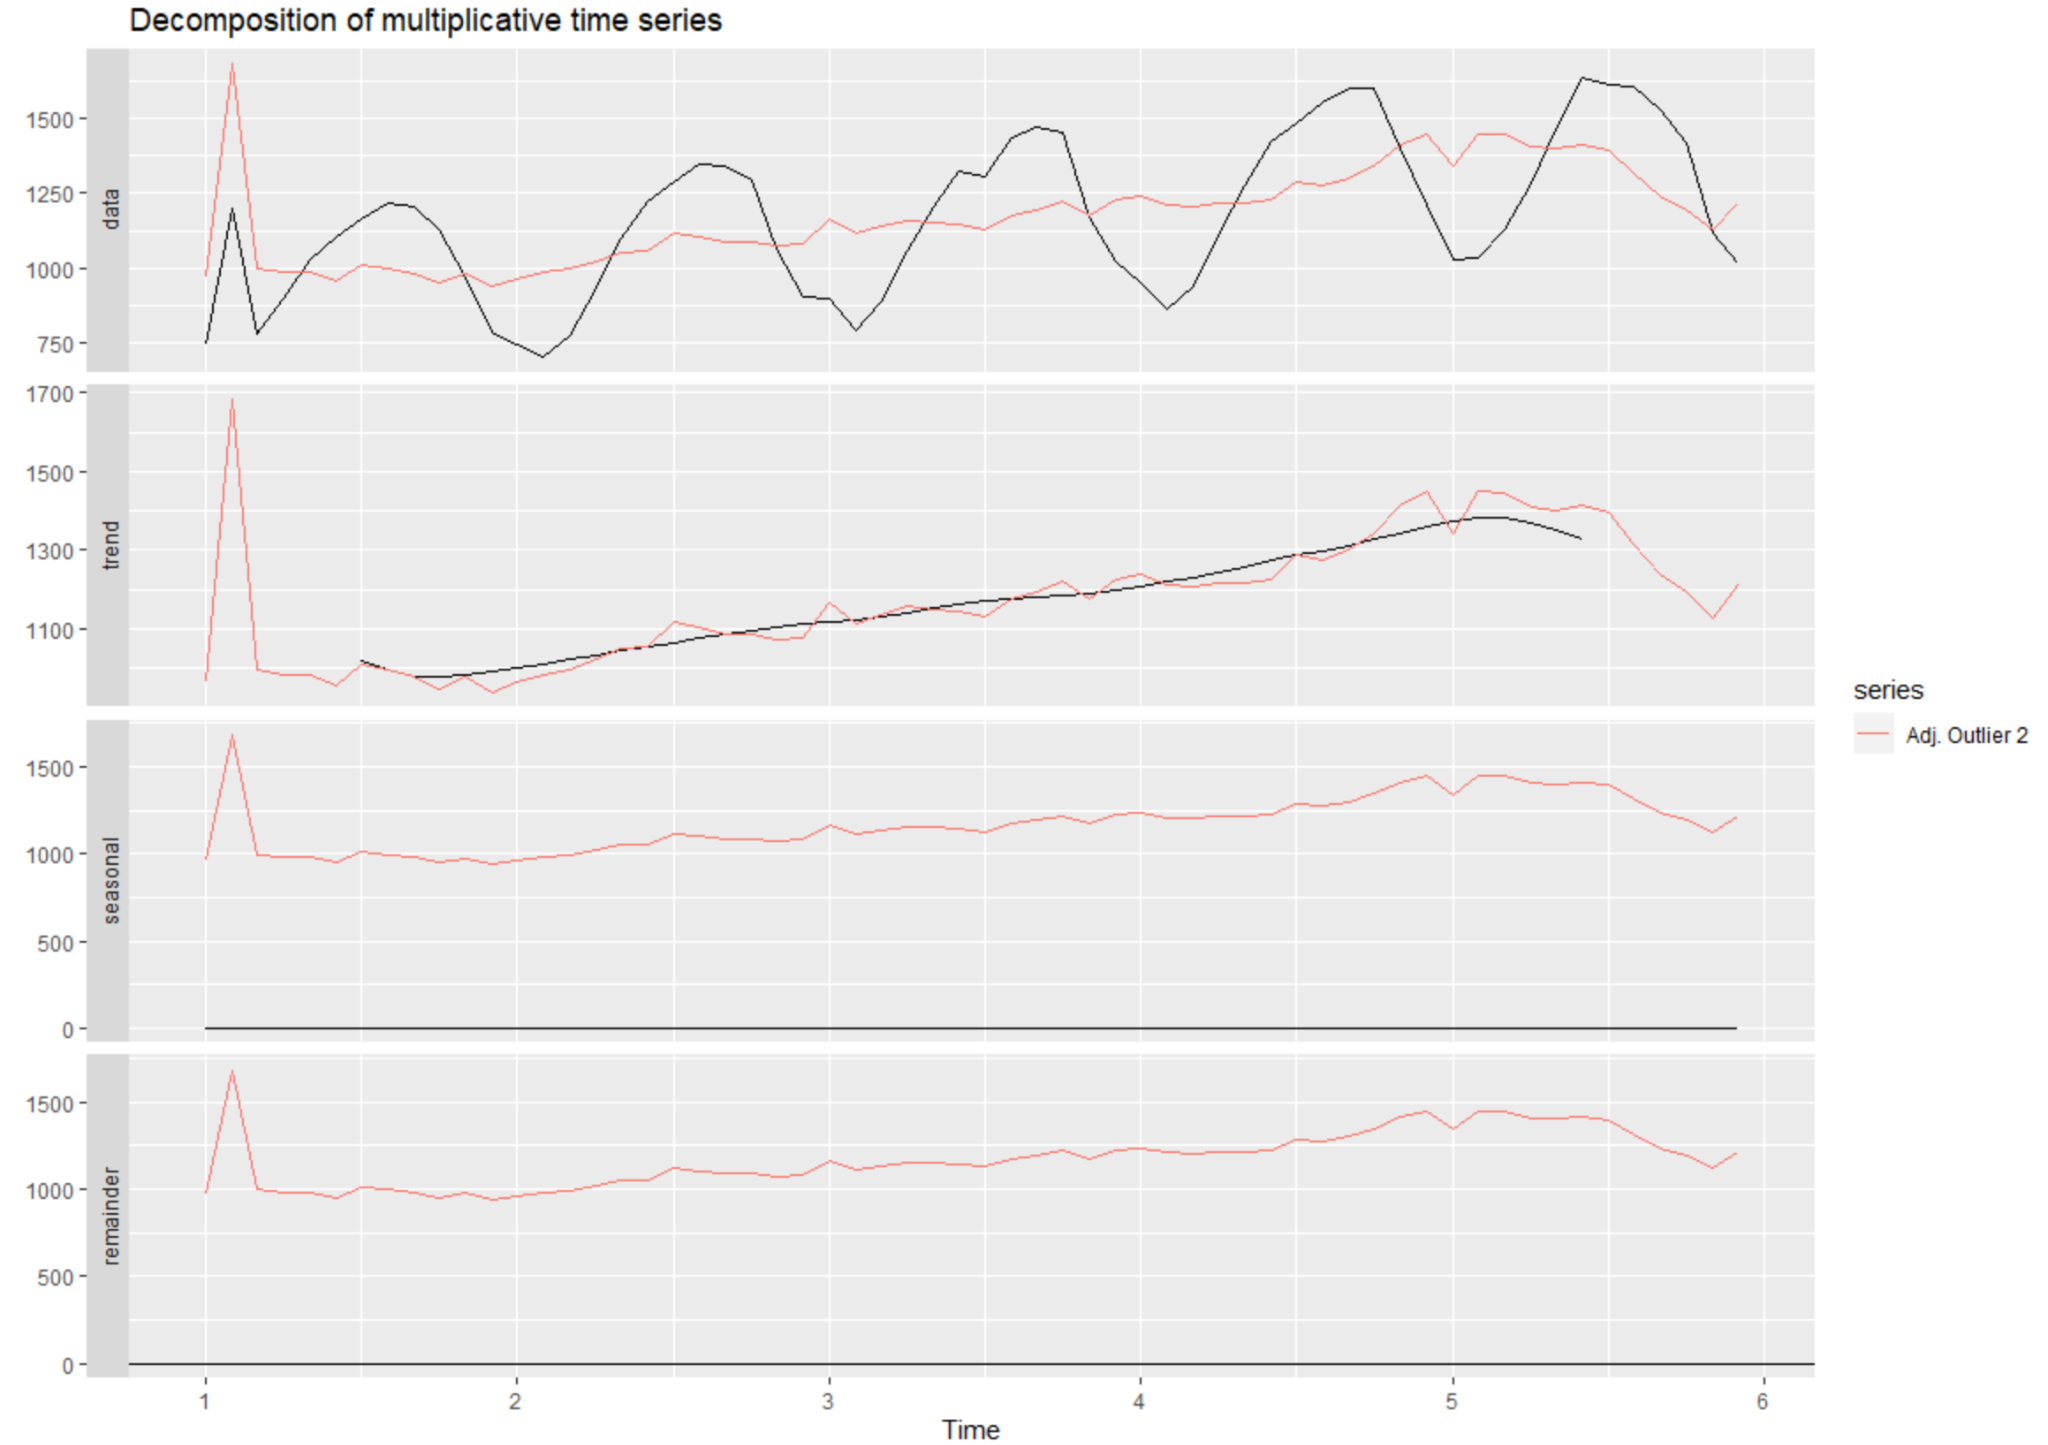 Decomposition of multiplicative time series
1500
1250
1000
750
data
1700
1500
1300
1100
trend
1500
1000
500
0
seasonal
1500
1000
500
0
remainder
1 2 3 4 5 6
Time
series
Adj. Outlier 2